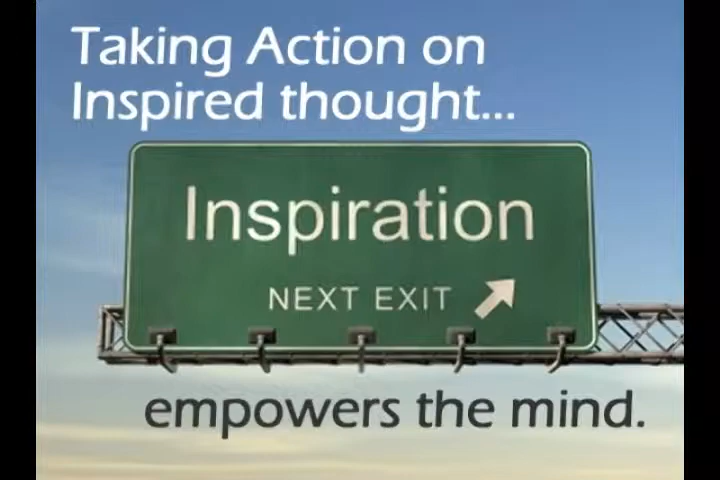 Taking Action on
Inspired thought...
Inspiration
NEXT EXIT
empowers the mind.